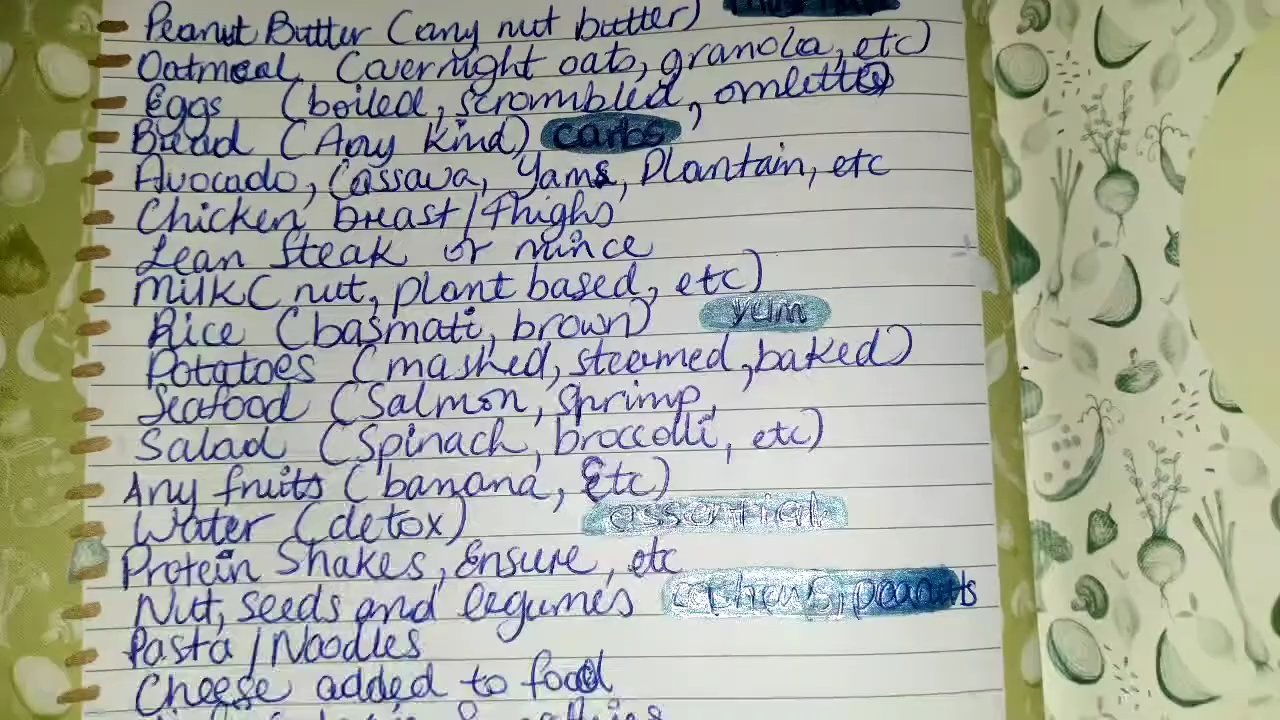 Peanut Butter (any nut butter)
Oatmeal (overnight oats, granola, etc)
Eggs (boiled, scrambled, omlettes)
Bread (Any kind) carbs
Avocado, Cassava, Yams, Plantain, etc
Chicken breast/thighs
Lean steak or mince
Milk (nut, plant based, etc)
Rice (basmati, brown) yum
Potatoes (mashed, steamed, baked)
Seafood (Salmon, shrimp,
Salad (Spinach, broccolli, etc)
Any fruits (banana, Etc)
Water (detox) essential
Protein Shakes, Ensure, etc
Nut, seeds and legumes cashews, peanuts
Pasta/Noodles
Cheese added to food